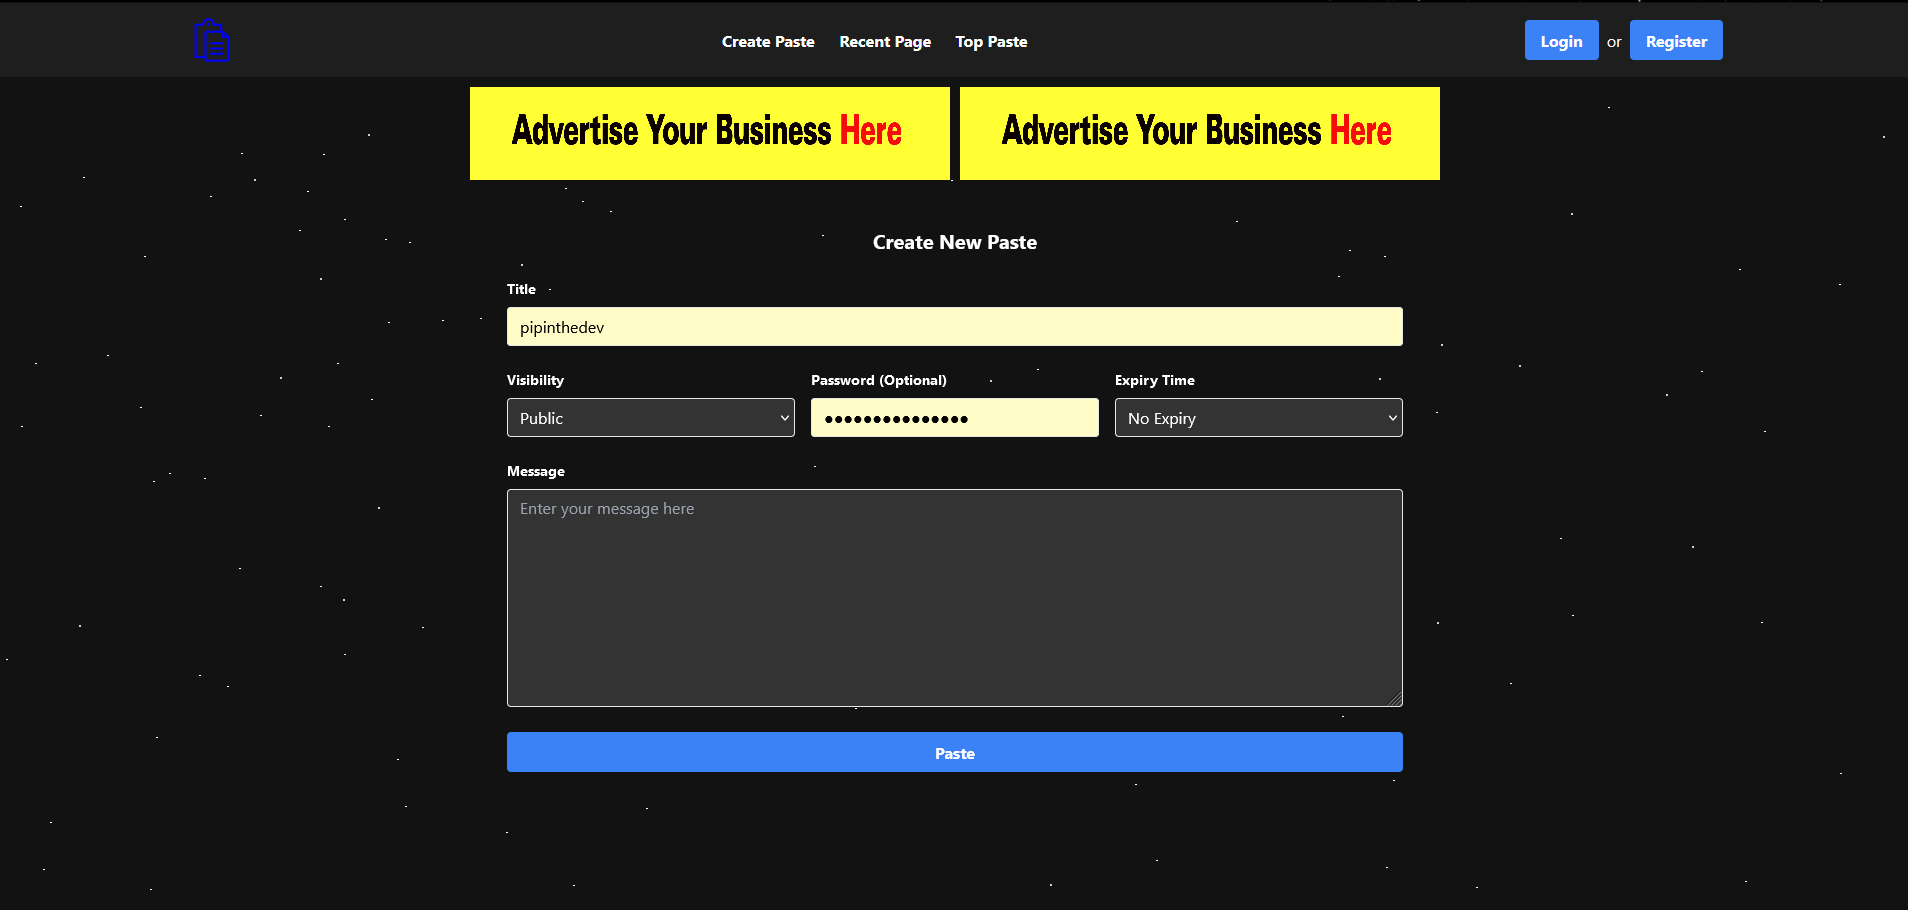 Create Paste Recent Page Top Paste Login or Register
Advertise Your Business Here Advertise Your Business Here
Create New Paste
Title
pipinthedev
Visibility Password (Optional) Expiry Time
Public ●●●●●●●●●●●●●●● No Expiry
Message
Enter your message here
Paste